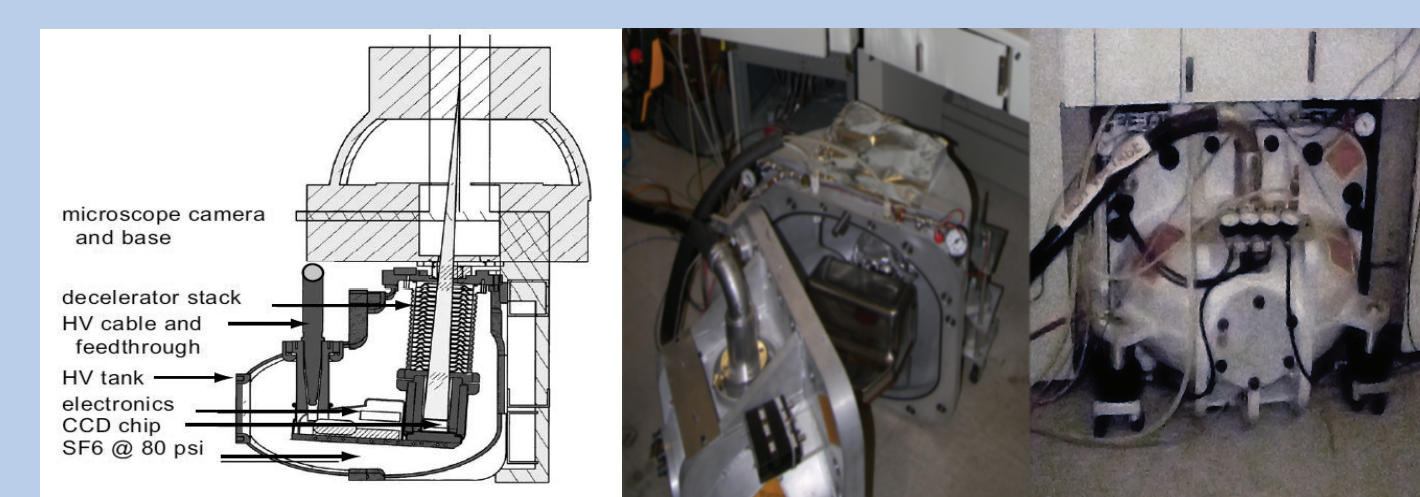 microscope camera
and base
decelerator stack
HV cable and
feedthrough
HV tank
electronics
CCD chip
SF6 @ 80 psi